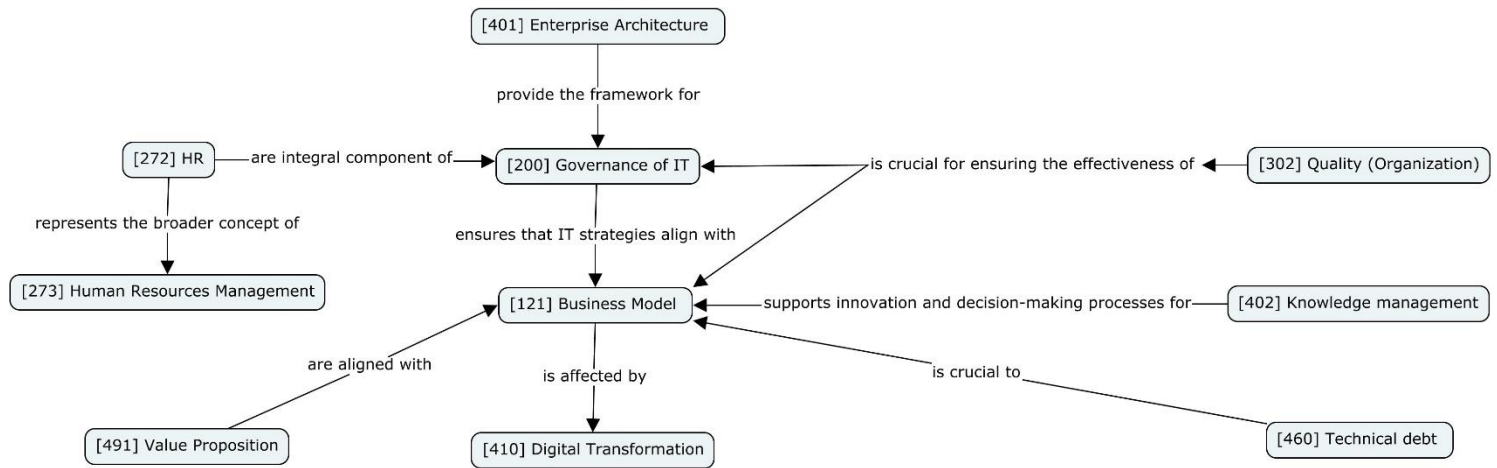 [401] Enterprise Architecture
provide the framework for
[272] HR
are integral component of
[200] Governance of IT
is crucial for ensuring the effectiveness of
[302] Quality (Organization)
represents the broader concept of
ensures that IT strategies align with
[273] Human Resources Management
[121] Business Model
supports innovation and decision-making processes for
[402] Knowledge management
are aligned with
is affected by
is crucial to
[491] Value Proposition
[410] Digital Transformation
[460] Technical debt